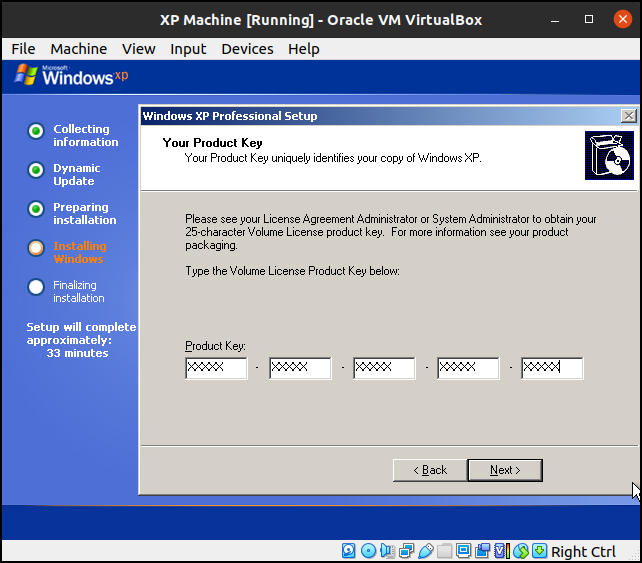 XP Machine [Running] - Oracle VM VirtualBox
File Machine View Input Devices Help
Microsoft
Windows xp
Windows XP Professional Setup
Collecting
information
Dynamic
Update
Preparing
installation
Installing
Windows
Finalizing
installation
Setup will complete
approximately:
33 minutes
Your Product Key
Your Product Key uniquely identifies your copy of Windows XP.
Please see your License Agreement Administrator or System Administrator to obtain your
25-character Volume License product key. For more information see your product
packaging.
Type the Volume License Product Key below:
Product Key:
XXXXX - XXXXX - XXXXX - XXXXX - XXXXX
< Back Next >
Right Ctrl